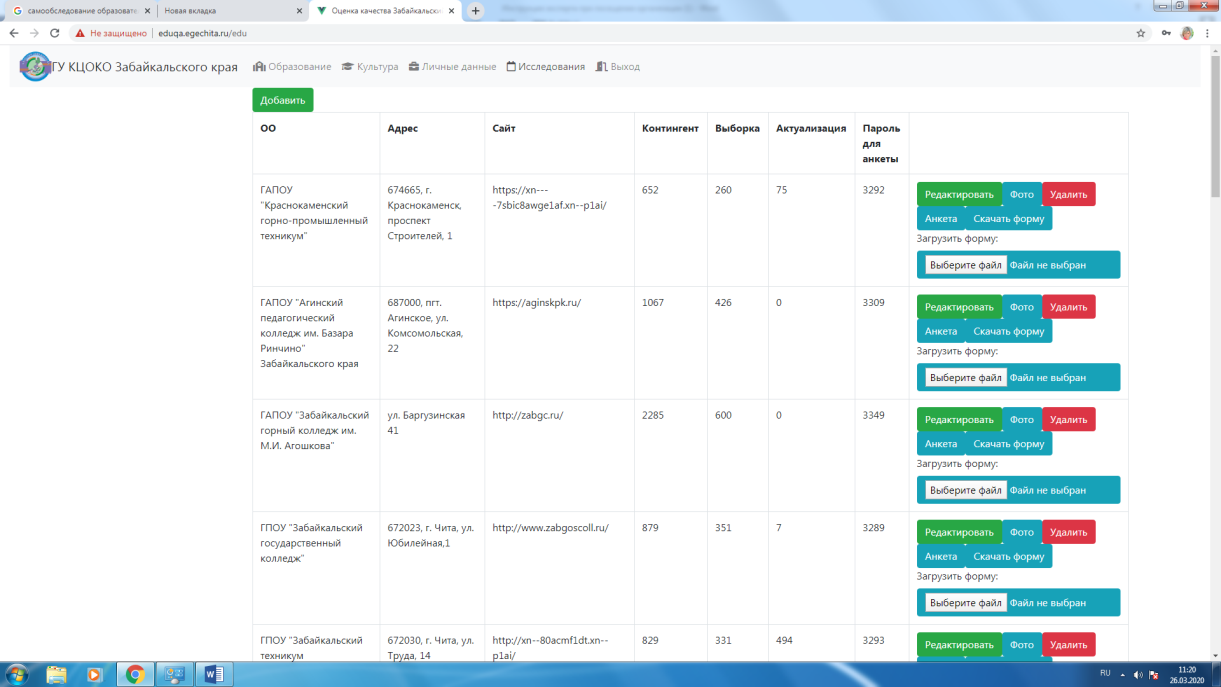 самообследование образовате
Новая вкладка
Оценка качества Забайкальски
Не защищено eduqa.egechita.ru/edu
ГУ КЦОКО Забайкальского края
Образование Культура Личные данные Исследования Выход
Добавить
ОО Адрес Сайт Контингент Выборка Актуализация Пароль
для
анкеты
ГАПОУ 674665, г. https://xn--- 652 260 75 3292
"Краснокаменский Краснокаменск, -7sbic8awge1af.xn--p1ai/
горно-промышленный проспект
техникум" Строителей, 1
Редактировать Фото Удалить
Анкета Скачать форму
Загрузить форму:
Выберите файл Файл не выбран
ГАПОУ "Агинский 687000, пгт. https://aginskpk.ru/ 1067 426 0 3309
педагогический Агинское, ул.
колледж им. Базара Комсомольская,
Ринчино" 22
Забайкальского края
Редактировать Фото Удалить
Анкета Скачать форму
Загрузить форму:
Выберите файл Файл не выбран
ГАПОУ "Забайкальский ул. Баргузинская http://zabgc.ru/ 2285 600 0 3349
горный колледж им. 41
М.И. Агошкова"
Редактировать Фото Удалить
Анкета Скачать форму
Загрузить форму:
Выберите файл Файл не выбран
ГПОУ "Забайкальский 672023, г. Чита, ул. http://www.zabgoscoll.ru/ 879 351 7 3289
государственный Юбилейная,1
колледж"
Редактировать Фото Удалить
Анкета Скачать форму
Загрузить форму:
Выберите файл Файл не выбран
ГПОУ "Забайкальский 672030, г. Чита, ул. http://xn--80acmf1dt.xn-- 829 331 494 3293
техникум Труда, 14 p1ai/
Редактировать Фото Удалить
RU 11:20
26.03.2020